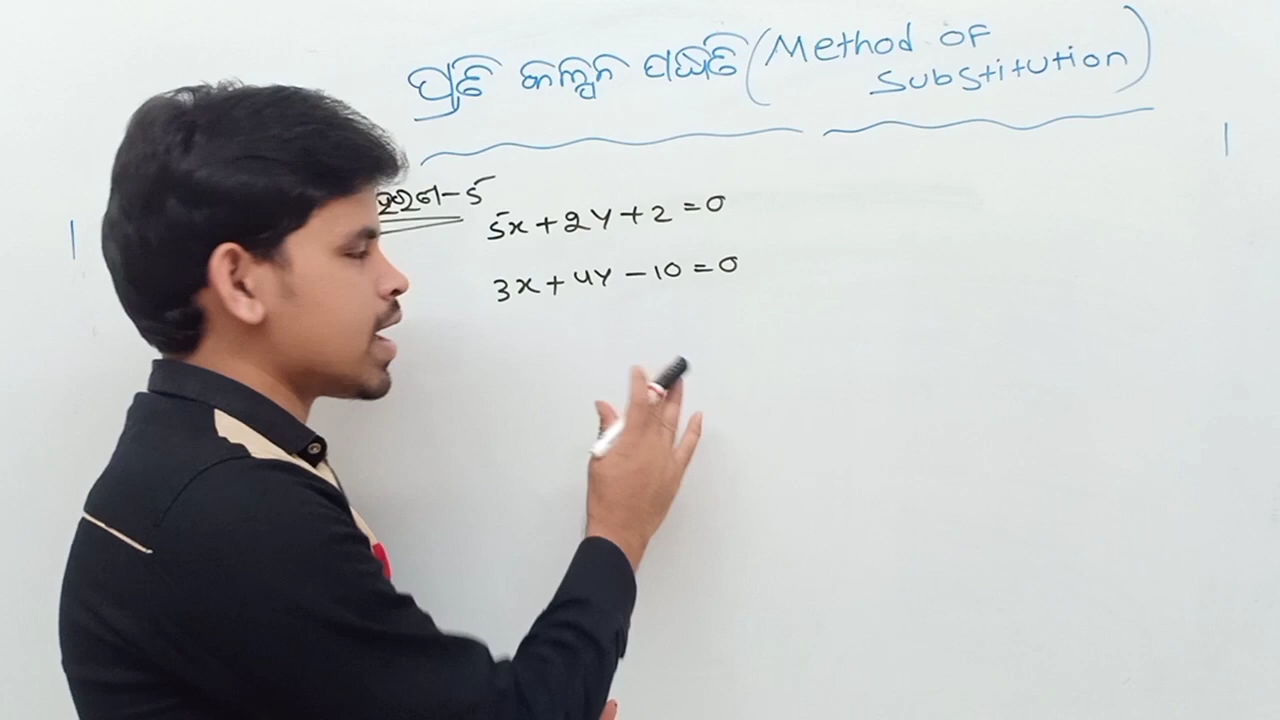 ପ୍ରତି କଳ୍ପନ ପଦ୍ଧତି (Method of
Substitution)
5x + 2y + 2 = 0
3x + 4y - 10 = 0